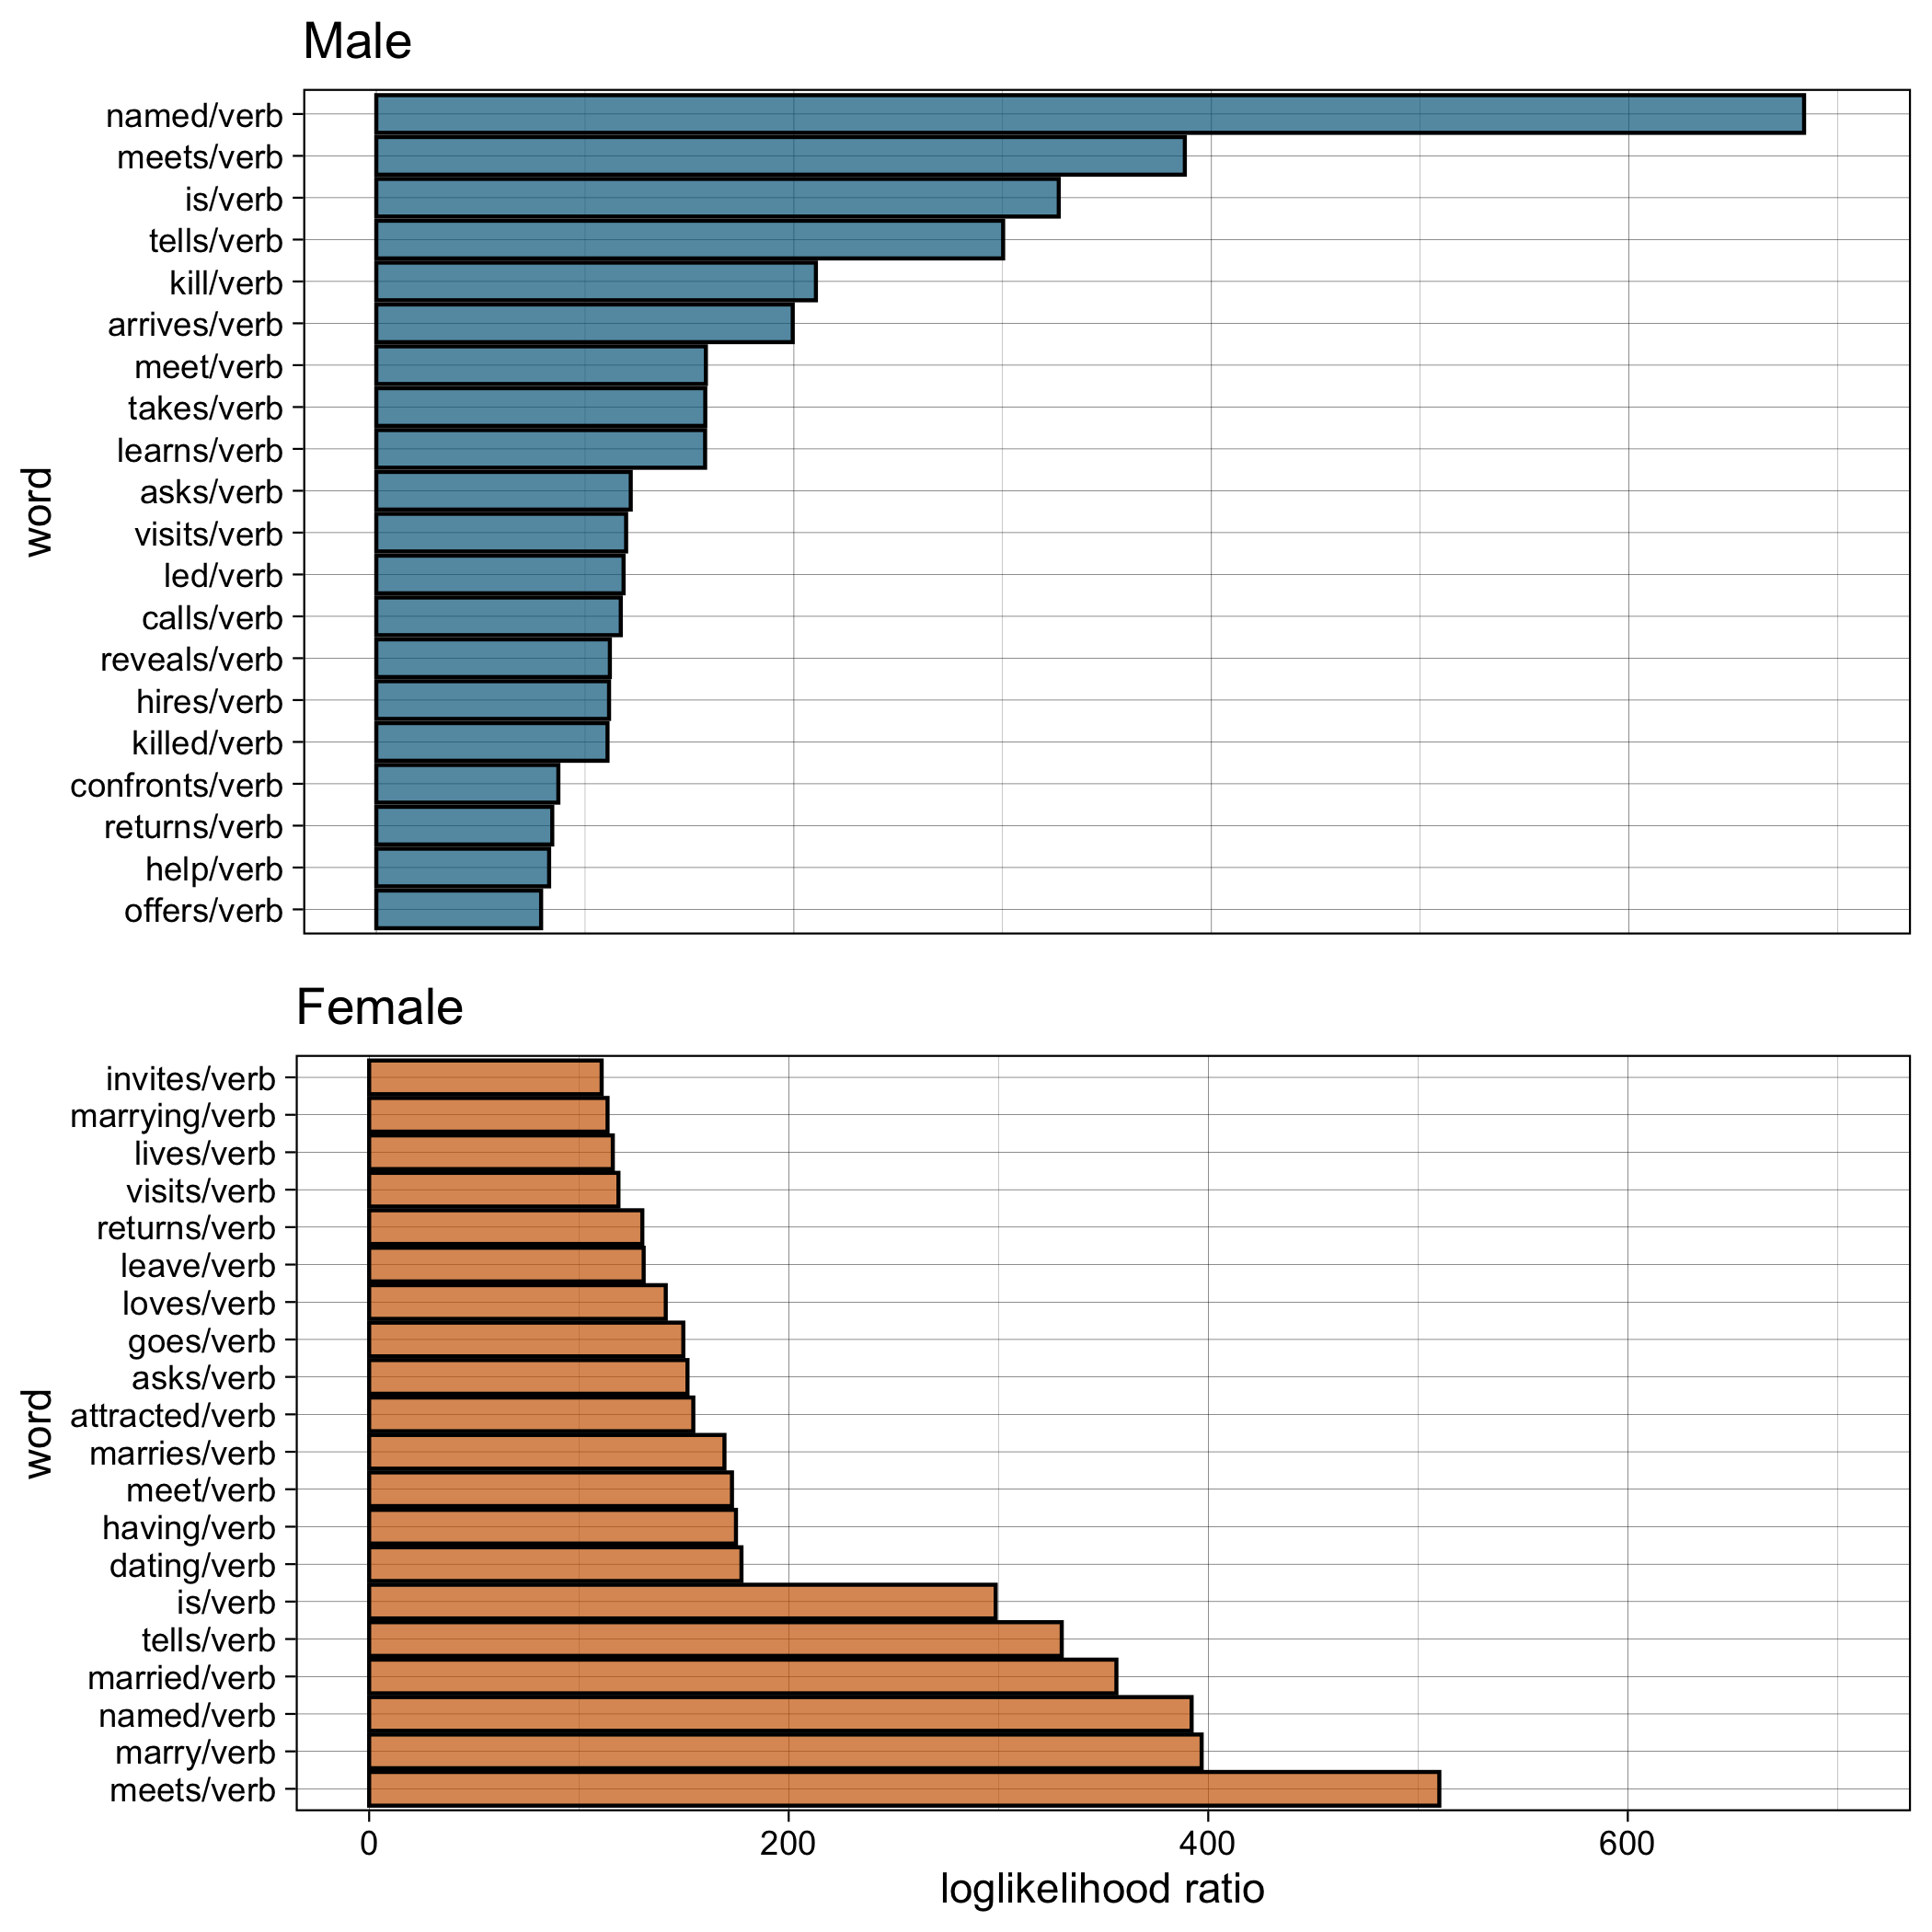 Male
named/verb
meets/verb
is/verb
tells/verb
kill/verb
arrives/verb
meet/verb
takes/verb
learns/verb
asks/verb
visits/verb
led/verb
calls/verb
reveals/verb
hires/verb
killed/verb
confronts/verb
returns/verb
help/verb
offers/verb
word
Female
invites/verb
marrying/verb
lives/verb
visits/verb
returns/verb
leave/verb
loves/verb
goes/verb
asks/verb
attracted/verb
marries/verb
meet/verb
having/verb
dating/verb
is/verb
tells/verb
married/verb
named/verb
marry/verb
meets/verb
word
0 200 400 600
loglikelihood ratio